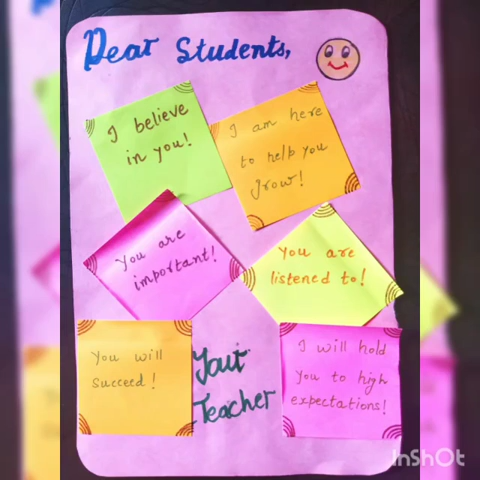 Dear Students,
I believe
in you!
I am here
to help you
grow!
You are
important!
You are
listened to!
You will
succeed!
I will hold
you to high
expectations!
Your
Teacher
InShOt